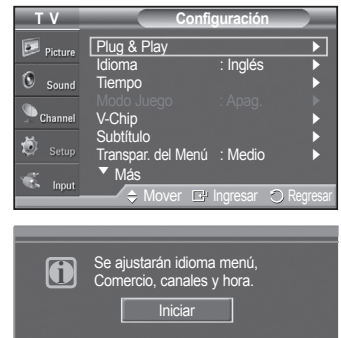 T V
Configuración
Picture
Sound
Channel
Setup
Input
Plug & Play
Idioma : Inglés
Tiempo
Modo Juego : Apag.
V-Chip
Subtítulo
Transpar. del Menú : Medio
Más
Mover Ingresar Regresar
Se ajustarán idioma menú,
Comercio, canales y hora.
Iniciar